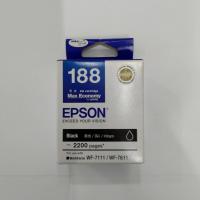 188
Max Economy
EPSON
EXCEED YOUR VISION
Black
2200 pages*
WF-7111 / WF-7611